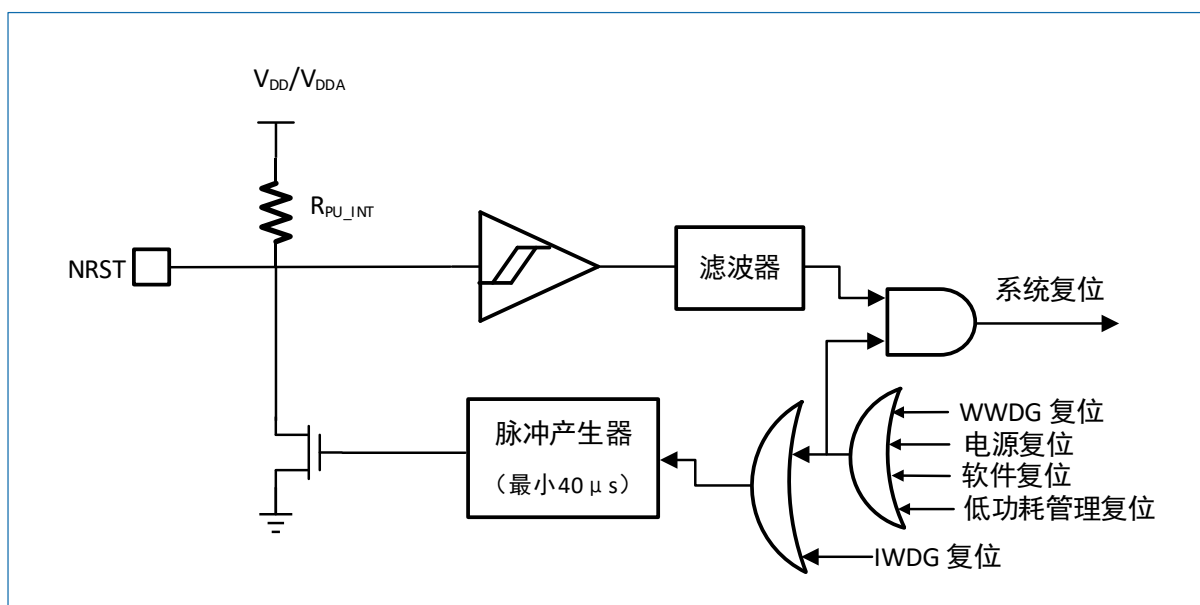 VDD/VDDA
RPU_INT
NRST
滤波器
系统复位
脉冲产生器
（最小40μs）
WWDG 复位
电源复位
软件复位
低功耗管理复位
IWDG 复位